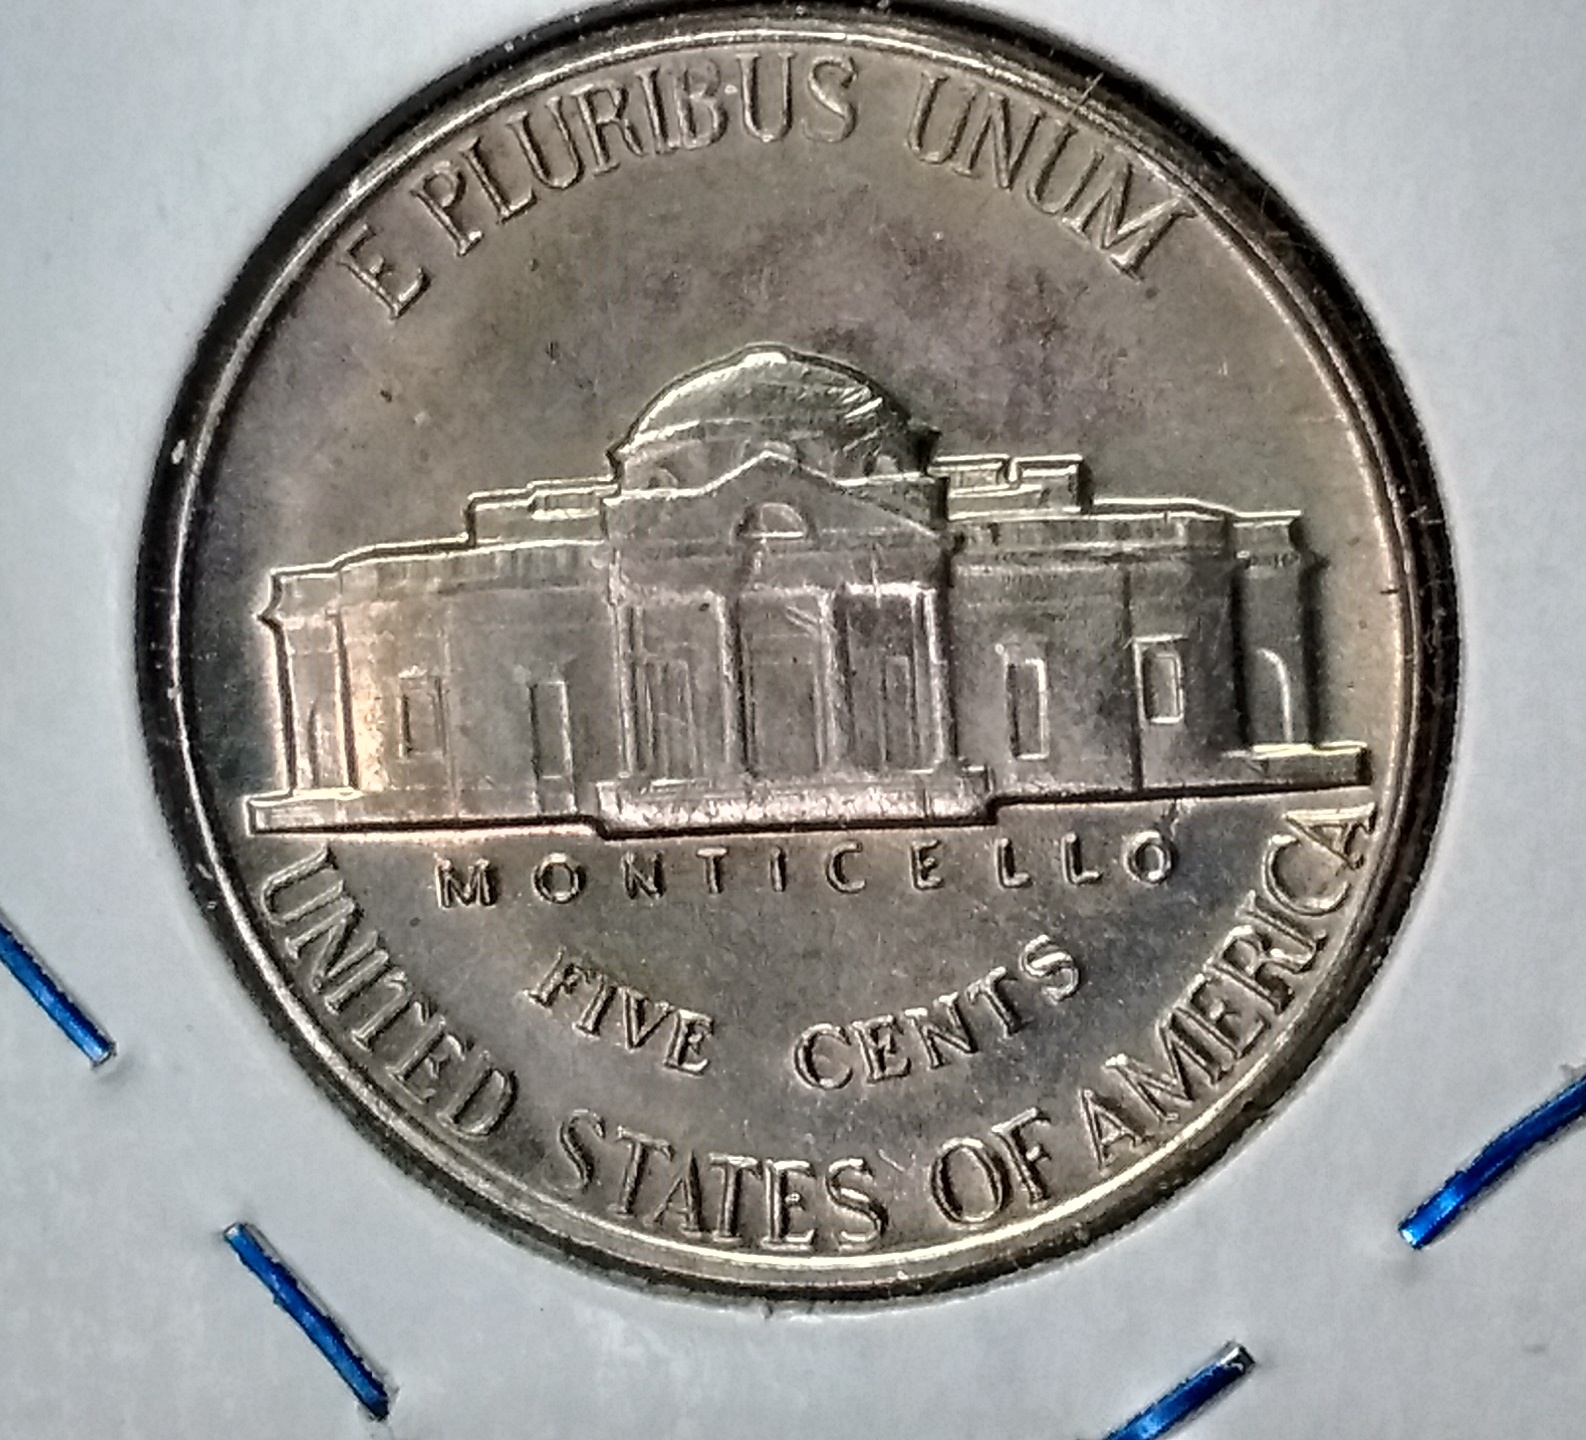 E PLURIBUS UNUM
MONTICELLO
FIVE CENTS
UNITED STATES OF AMERICA